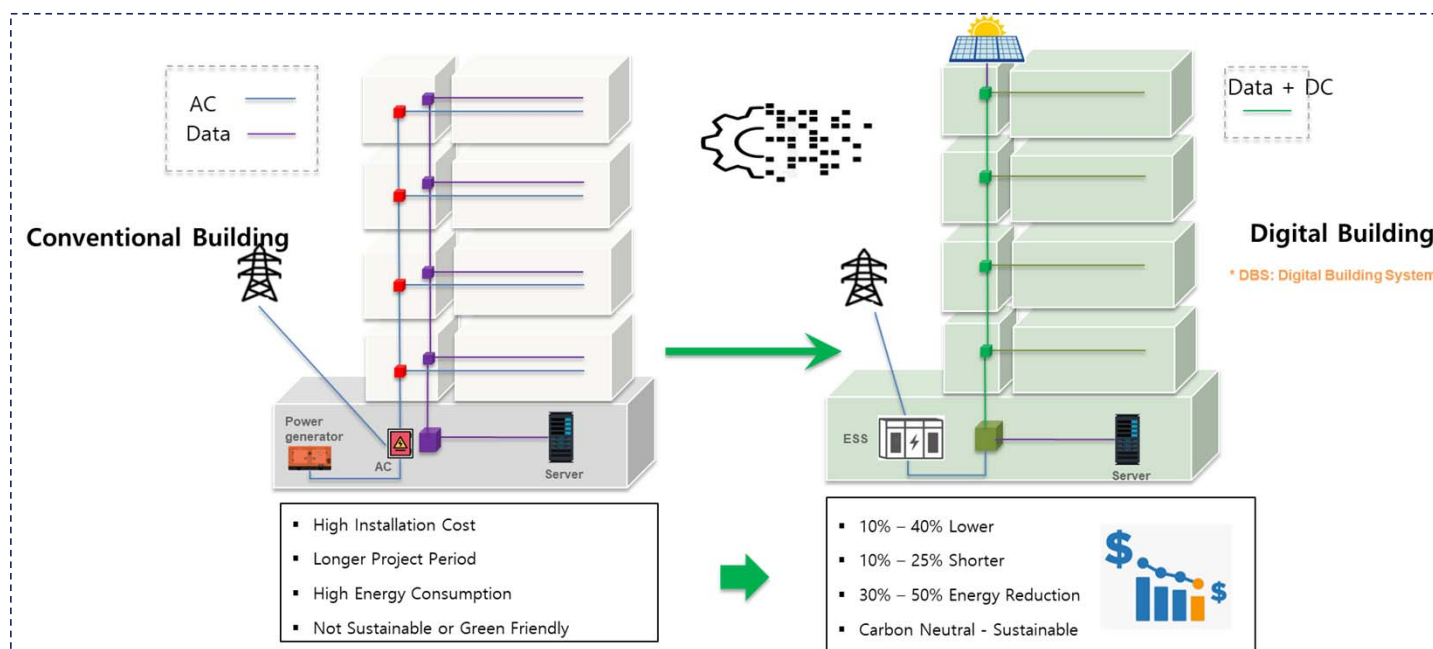 AC
Data
Data + DC
Conventional Building
Digital Building
* DBS: Digital Building System
Power
generator
AC
Server
ESS
Server
▪ High Installation Cost
▪ Longer Project Period
▪ High Energy Consumption
▪ Not Sustainable or Green Friendly
▪ 10% – 40% Lower
▪ 10% – 25% Shorter
▪ 30% – 50% Energy Reduction
▪ Carbon Neutral - Sustainable
$
$